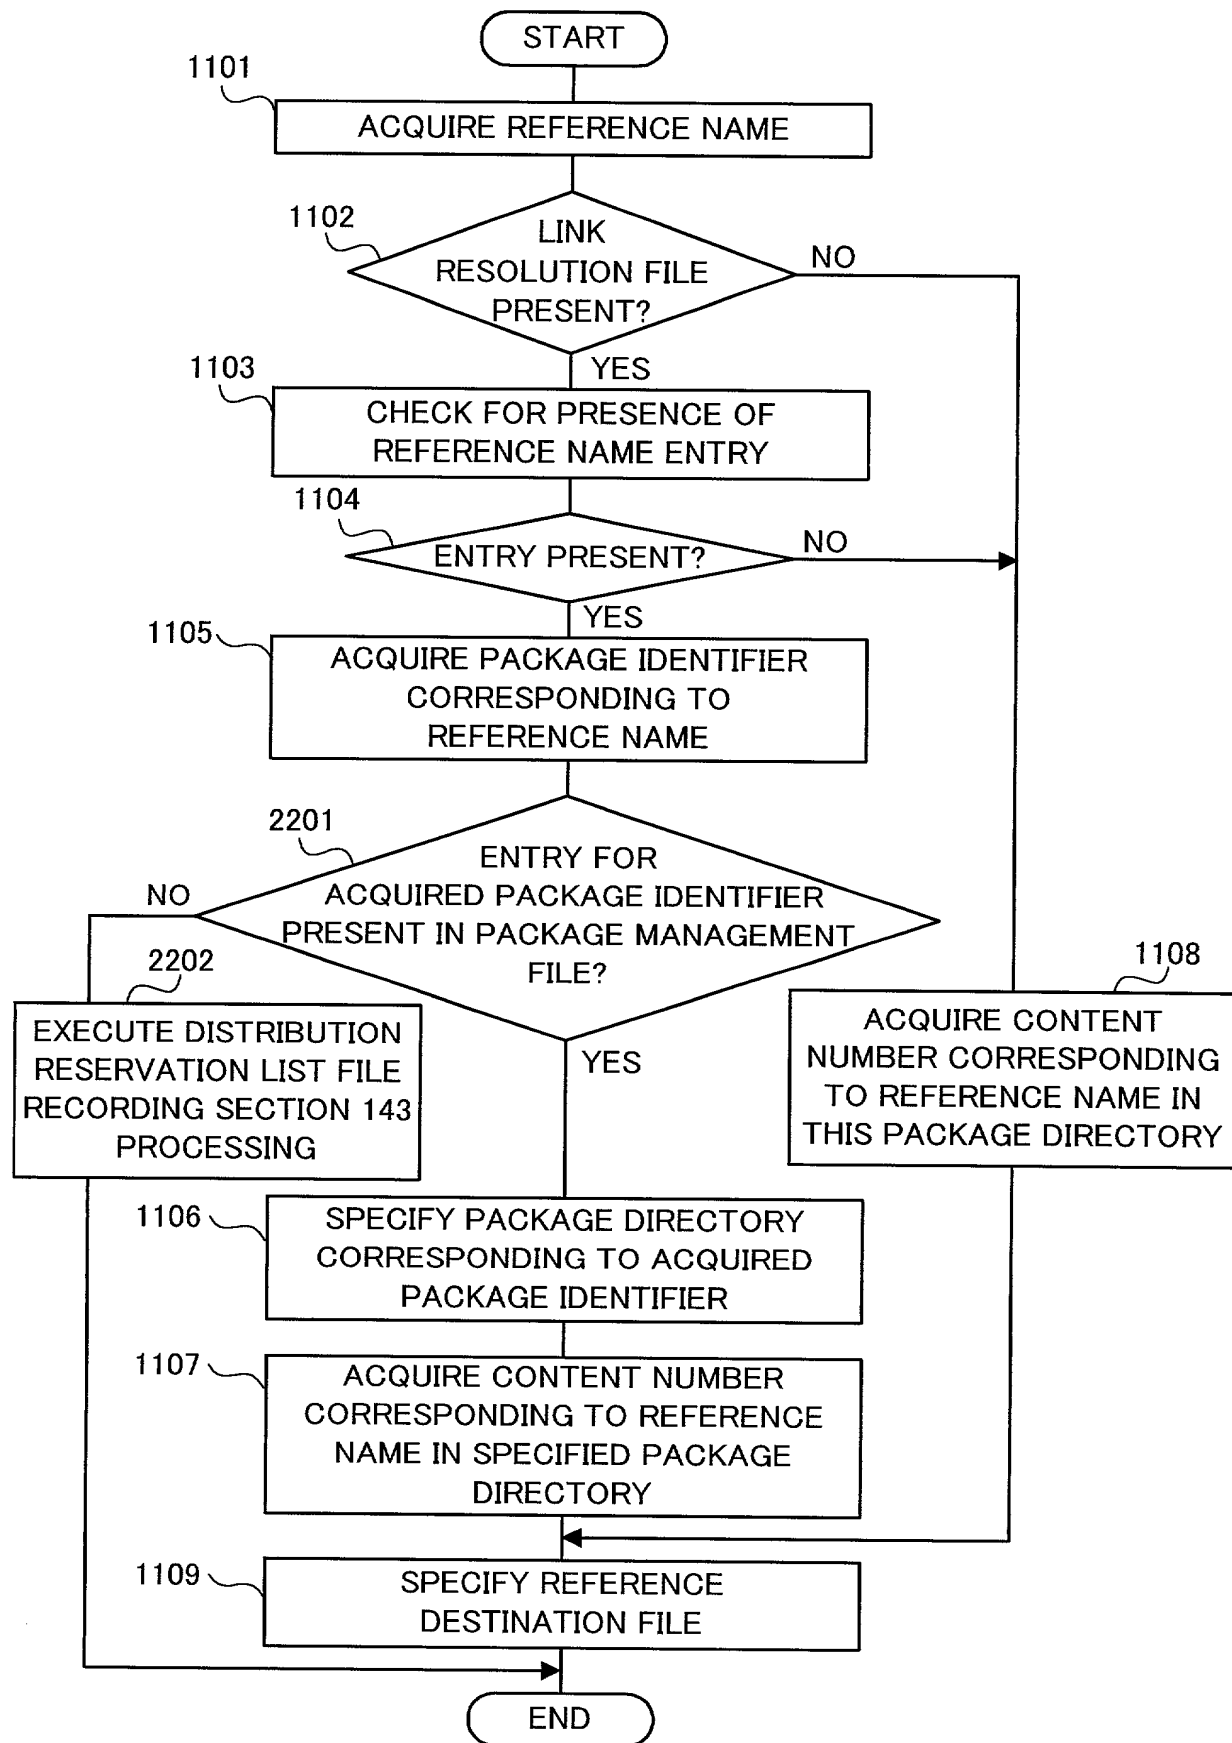 START
1101
ACQUIRE REFERENCE NAME
1102
LINK
RESOLUTION FILE
PRESENT?
NO
YES
1103
CHECK FOR PRESENCE OF
REFERENCE NAME ENTRY
1104
ENTRY PRESENT?
NO
YES
1105
ACQUIRE PACKAGE IDENTIFIER
CORRESPONDING TO
REFERENCE NAME
2201
ENTRY FOR
ACQUIRED PACKAGE IDENTIFIER
PRESENT IN PACKAGE MANAGEMENT
FILE?
NO
YES
2202
EXECUTE DISTRIBUTION
RESERVATION LIST FILE
RECORDING SECTION 143
PROCESSING
1108
ACQUIRE CONTENT
NUMBER CORRESPONDING
TO REFERENCE NAME IN
THIS PACKAGE DIRECTORY
1106
SPECIFY PACKAGE DIRECTORY
CORRESPONDING TO ACQUIRED
PACKAGE IDENTIFIER
1107
ACQUIRE CONTENT NUMBER
CORRESPONDING TO REFERENCE
NAME IN SPECIFIED PACKAGE
DIRECTORY
1109
SPECIFY REFERENCE
DESTINATION FILE
END